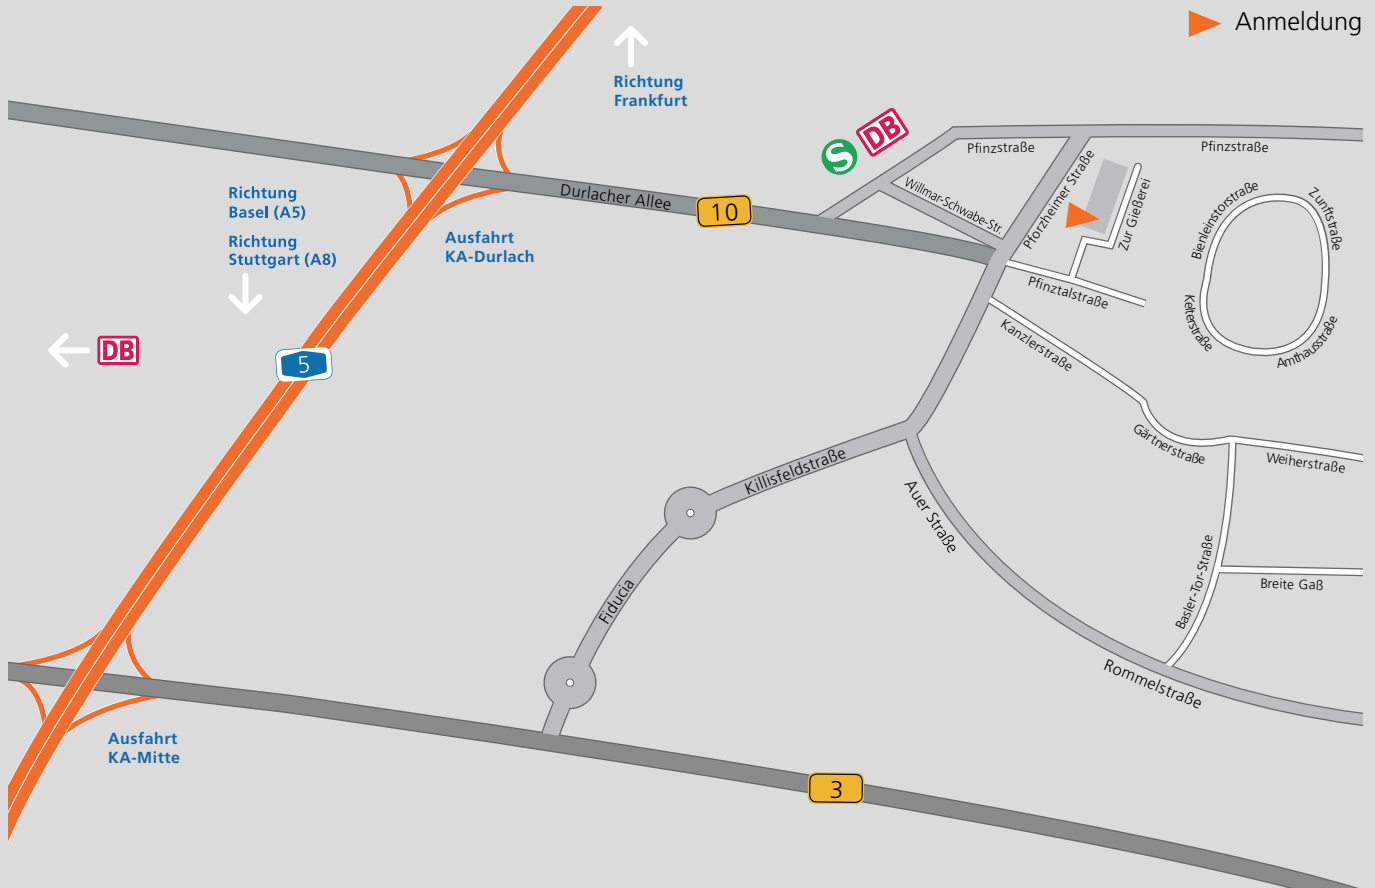 Anmeldung
Richtung
Frankfurt
DB
S
Pfinzstraße
Pfinzstraße
Willmar-Schwabe-Str.
Pforzheimer Straße
Zur Gießerei
Bienleinstorstraße
Zunftstraße
Richtung
Basel (A5)
Richtung
Stuttgart (A8)
Durlacher Allee
10
Ausfahrt
KA-Durlach
Pfinztalstraße
Kelterstraße
Amthausstraße
DB
5
Kanzlerstraße
Gärtnerstraße
Weiherstraße
Killisfeldstraße
Auer Straße
Basler-Tor-Straße
Breite Gaß
Fiducia
Rommelstraße
Ausfahrt
KA-Mitte
3